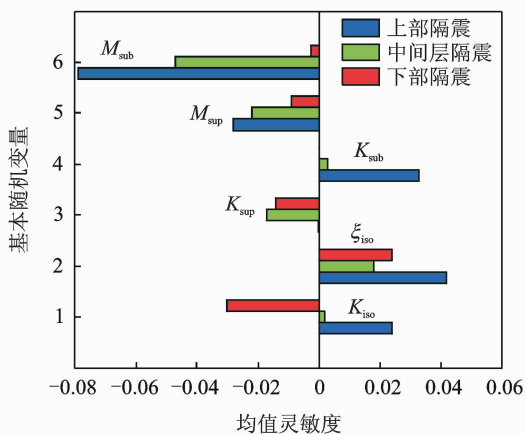 上部隔震
中间层隔震
下部隔震
基本随机变量
6
5
4
3
2
1
M_sub
M_sup
K_sub
K_sup
ξ_iso
K_iso
−0.08 −0.06 −0.04 −0.02 0 0.02 0.04 0.06
均值灵敏度